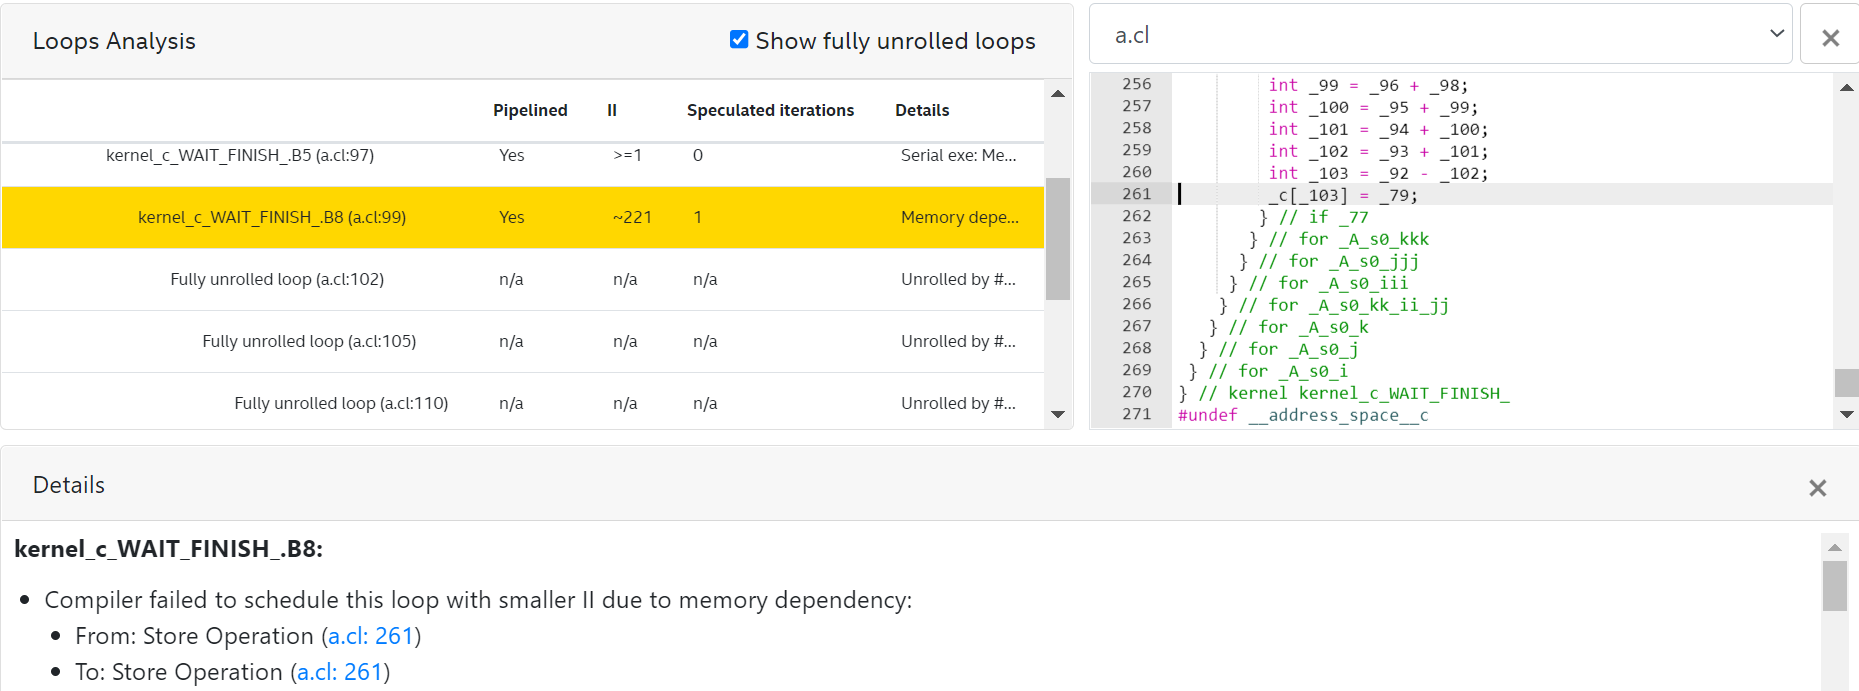 Loops Analysis
Show fully unrolled loops
Pipelined II Speculated iterations Details
kernel_c_WAIT_FINISH_.B5 (a.cl:97) Yes >=1 0 Serial exe: Me...
kernel_c_WAIT_FINISH_.B8 (a.cl:99) Yes ~221 1 Memory depe...
Fully unrolled loop (a.cl:102) n/a n/a n/a Unrolled by #...
Fully unrolled loop (a.cl:105) n/a n/a n/a Unrolled by #...
Fully unrolled loop (a.cl:110) n/a n/a n/a Unrolled by #...
a.cl
256 int _99 = _96 + _98;
257 int _100 = _95 + _99;
258 int _101 = _94 + _100;
259 int _102 = _93 + _101;
260 int _103 = _92 - _102;
261 _c[_103] = _79;
262 } // if _77
263 } // for _A_s0_kkk
264 } // for _A_s0_jjj
265 } // for _A_s0_iii
266 } // for _A_s0_kk_ii_jj
267 } // for _A_s0_k
268 } // for _A_s0_j
269 } // for _A_s0_i
270 } // kernel kernel_c_WAIT_FINISH_
271 #undef __address_space__c
Details
kernel_c_WAIT_FINISH_.B8:
• Compiler failed to schedule this loop with smaller II due to memory dependency:
• From: Store Operation (a.cl: 261)
• To: Store Operation (a.cl: 261)